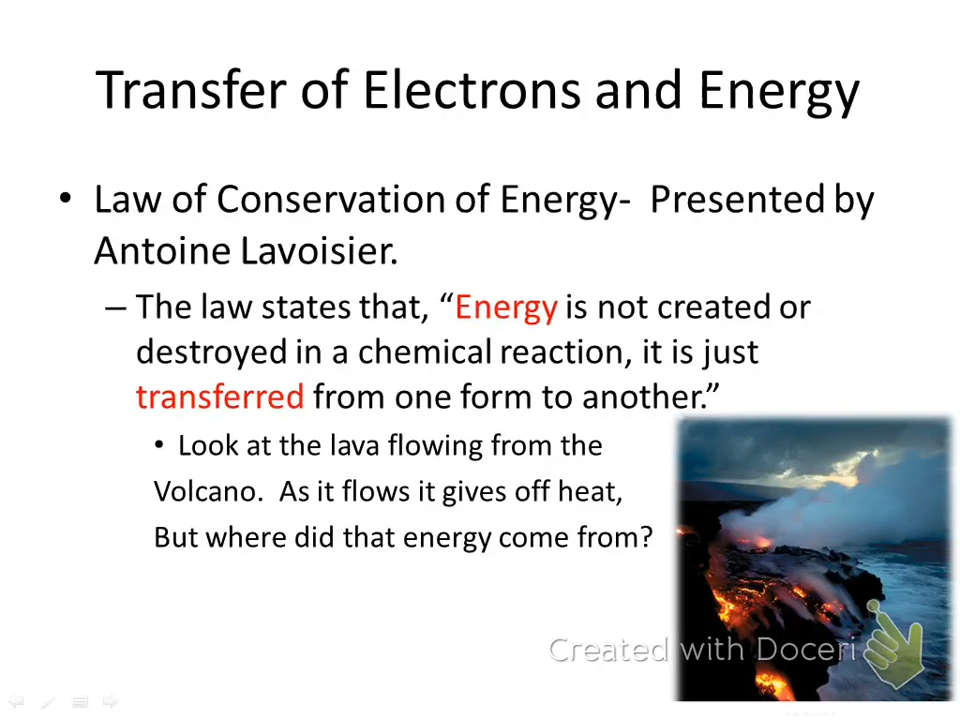 Transfer of Electrons and Energy
• Law of Conservation of Energy- Presented by
Antoine Lavoisier.
– The law states that, “Energy is not created or
destroyed in a chemical reaction, it is just
transferred from one form to another.”
• Look at the lava flowing from the
Volcano. As it flows it gives off heat,
But where did that energy come from?
Created with Doceri